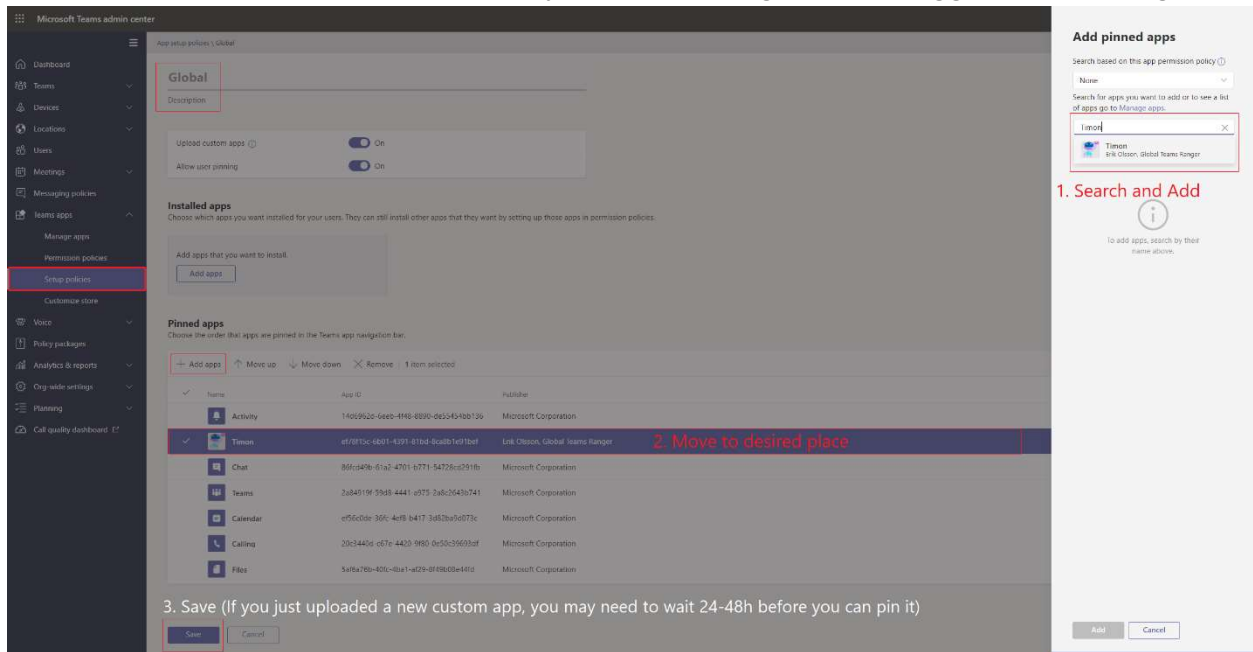 Microsoft Teams admin center
Dashboard
Teams
Devices
Locations
Users
Meetings
Messaging policies
Teams apps
Manage apps
Permission policies
Setup policies
Customize store
Voice
Policy packages
Analytics & reports
Org-wide settings
Planning
Call quality dashboard
App setup policies \ Global
Global
Description
Upload custom apps
On
Allow user pinning
On
Installed apps
Choose which apps you want installed for your users. They can still install other apps that they want by setting up those apps in permission policies.
Add apps that you want to install.
Add apps
Pinned apps
Choose the order that apps are pinned in the Teams app navigation bar.
+ Add apps ↑ Move up ↓ Move down × Remove | 1 item selected
Name App ID Publisher
Activity Microsoft Corporation
Timon Erik Olsson, Global Teams Ranger
2. Move to desired place
Chat Microsoft Corporation
Teams Microsoft Corporation
Calendar Microsoft Corporation
Calling Microsoft Corporation
Files Microsoft Corporation
3. Save (If you just uploaded a new custom app, you may need to wait 24-48h before you can pin it)
Save Cancel
Add pinned apps
Search based on this app permission policy
None
Search for apps you want to add or to see a list
of apps go to Manage apps.
Timon
Timon
Erik Olsson, Global Teams Ranger
1. Search and Add
To add apps, search by their
name above.
Add Cancel